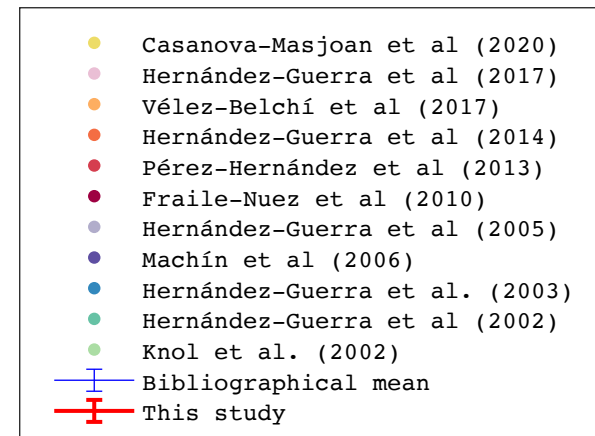 Casanova-Masjoan et al (2020)
Hernández-Guerra et al (2017)
Vélez-Belchí et al (2017)
Hernández-Guerra et al (2014)
Pérez-Hernández et al (2013)
Fraile-Nuez et al (2010)
Hernández-Guerra et al (2005)
Machín et al (2006)
Hernández-Guerra et al. (2003)
Hernández-Guerra et al (2002)
Knol et al. (2002)
Bibliographical mean
This study